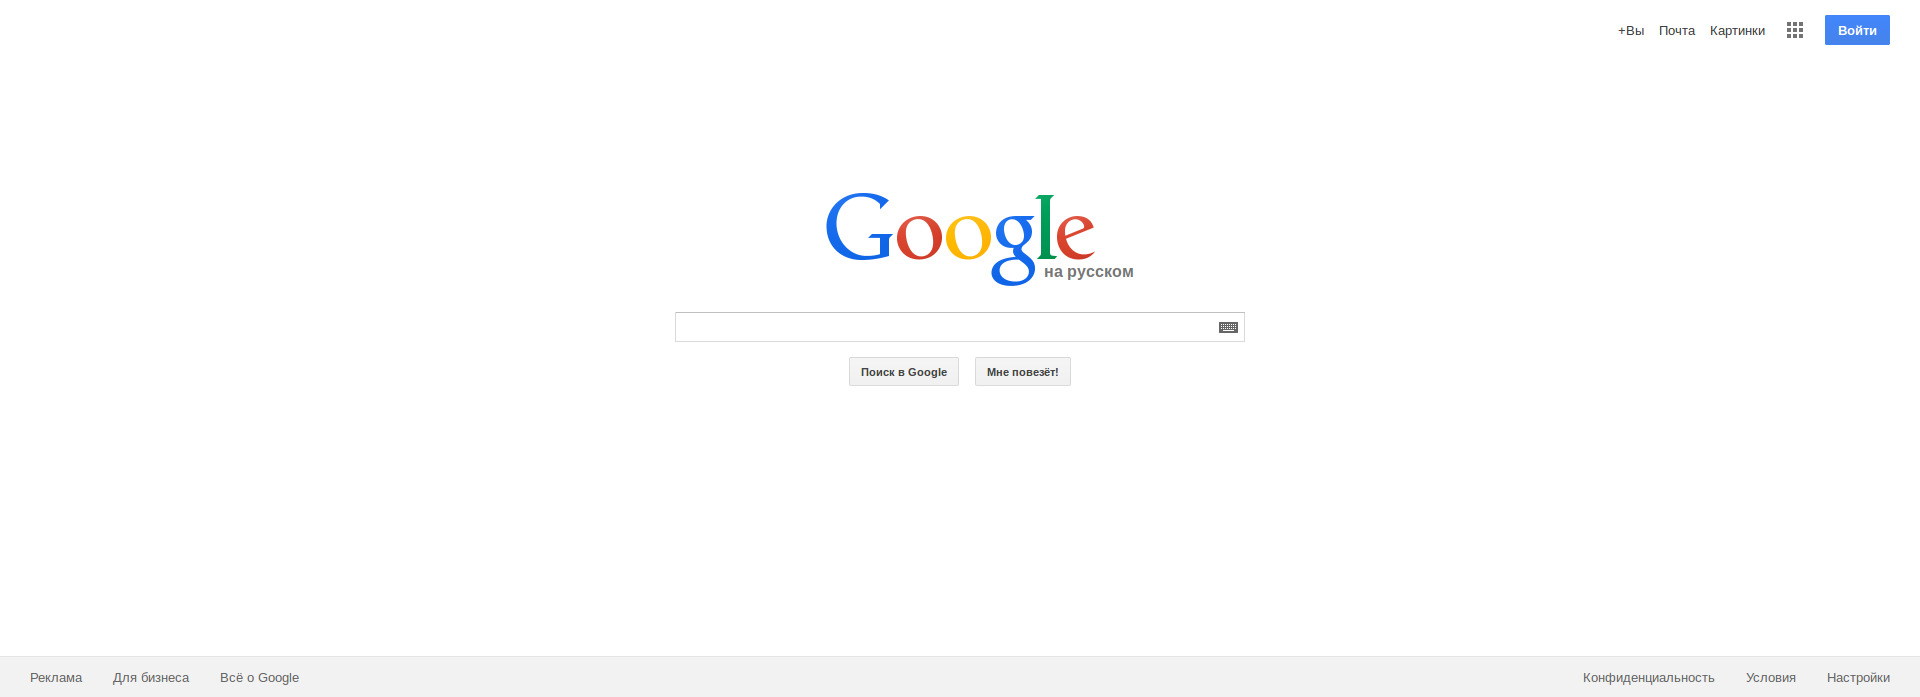 +Вы Почта Картинки Войти
Google
на русском
Поиск в Google Мне повезёт!
Реклама Для бизнеса Всё о Google Конфиденциальность Условия Настройки